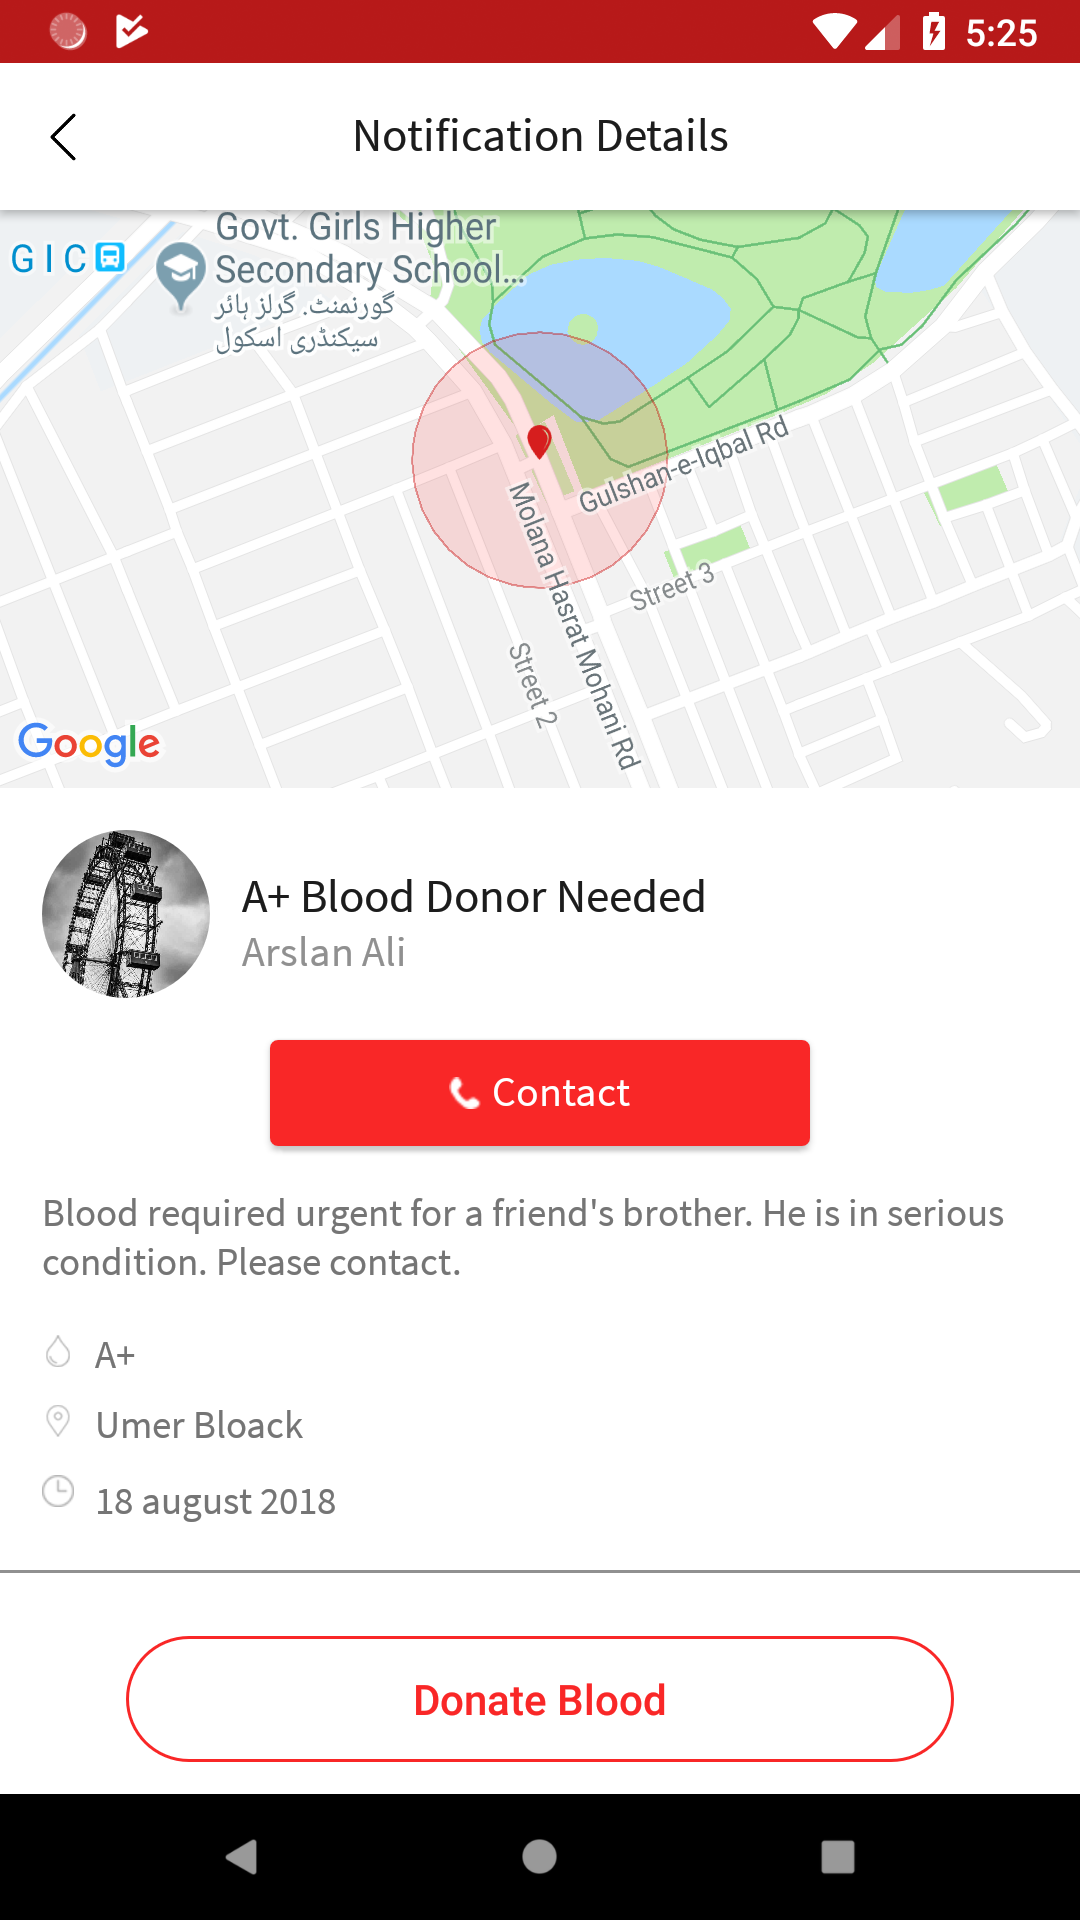 5:25
Notification Details
Govt. Girls Higher
GIC
Secondary School...
گورنمنٹ. گرلز ہائر
سیکنڈری اسکول
Gulshan-e-Iqbal Rd
Molana Hasrat Mohani Rd
Street 3
Street 2
Google
A+ Blood Donor Needed
Arslan Ali
Contact
Blood required urgent for a friend's brother. He is in serious
condition. Please contact.
A+
Umer Bloack
18 august 2018
Donate Blood